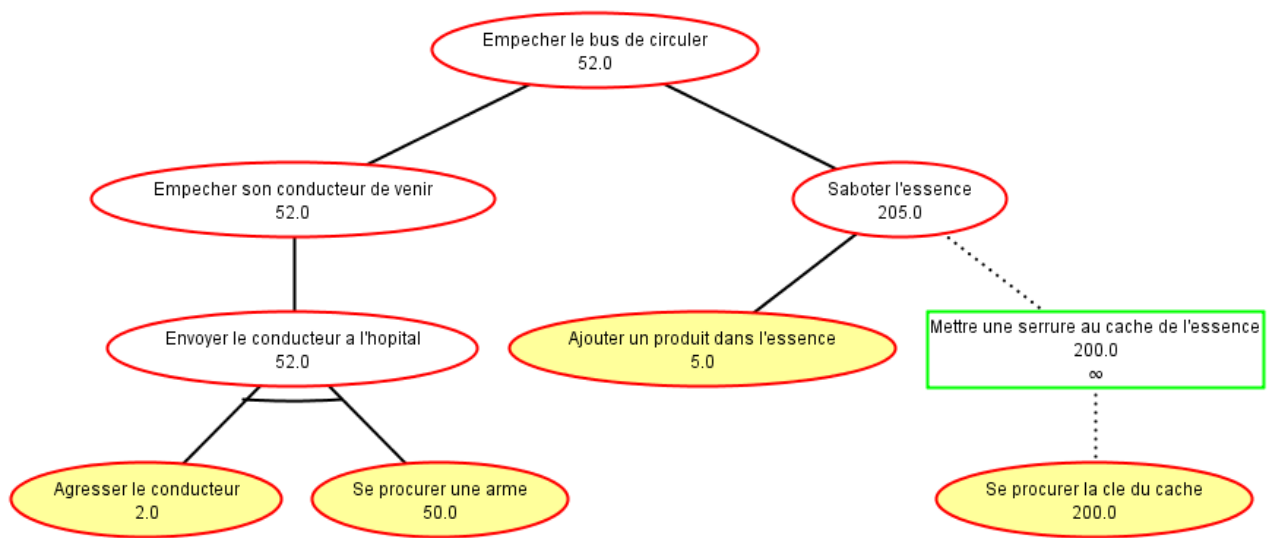 Empecher le bus de circuler
52.0
Empecher son conducteur de venir
52.0
Saboter l'essence
205.0
Envoyer le conducteur a l'hopital
52.0
Ajouter un produit dans l'essence
5.0
Mettre une serrure au cache de l'essence
200.0
∞
Agresser le conducteur
2.0
Se procurer une arme
50.0
Se procurer la cle du cache
200.0